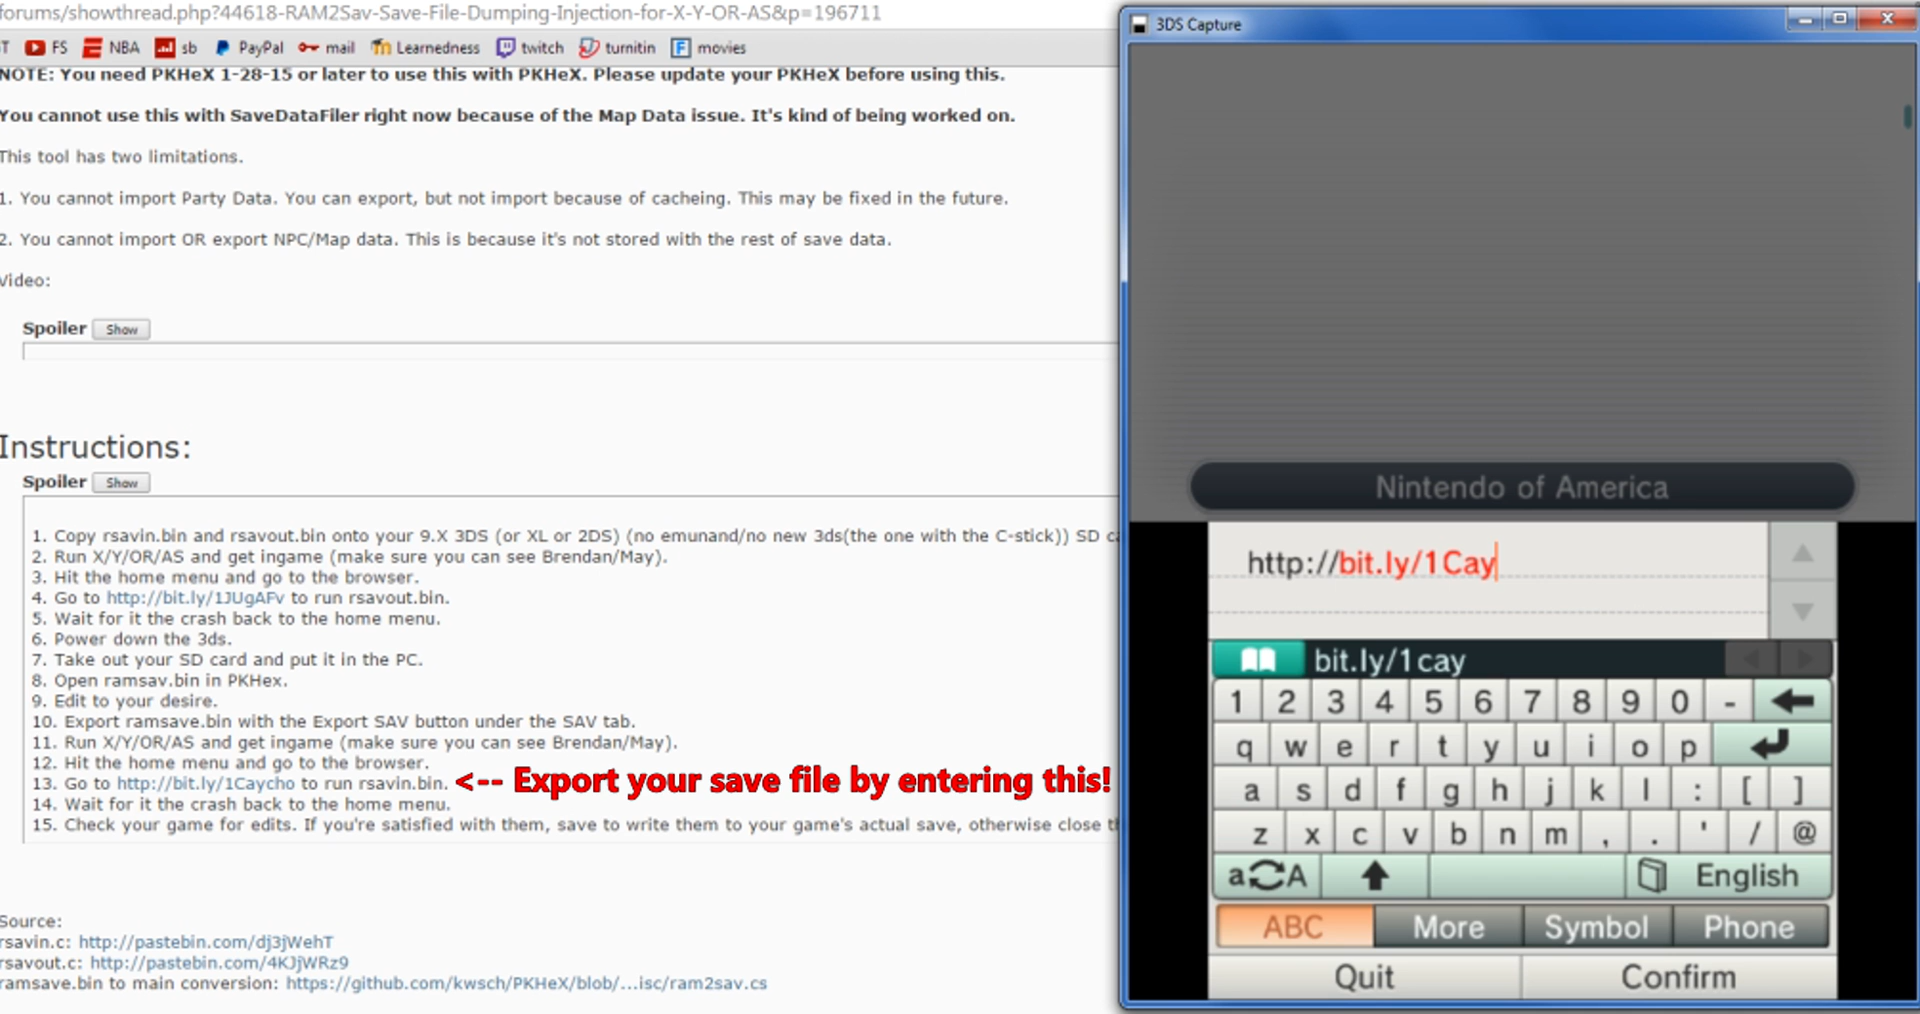 forums/showthread.php?44618-RAM2Sav-Save-File-Dumping-Injection-for-X-Y-OR-AS&p=196711
T FS NBA sb PayPal mail Learnedness twitch turnitin movies
NOTE: You need PKHeX 1-28-15 or later to use this with PKHeX. Please update your PKHeX before using this.
You cannot use this with SaveDataFiler right now because of the Map Data issue. It's kind of being worked on.
This tool has two limitations.
1. You cannot import Party Data. You can export, but not import because of cacheing. This may be fixed in the future.
2. You cannot import OR export NPC/Map data. This is because it's not stored with the rest of save data.
Video:
Spoiler Show
Instructions:
Spoiler Show
1. Copy rsavin.bin and rsavout.bin onto your 9.X 3DS (or XL or 2DS) (no emunand/no new 3ds(the one with the C-stick)) SD ca
2. Run X/Y/OR/AS and get ingame (make sure you can see Brendan/May).
3. Hit the home menu and go to the browser.
4. Go to http://bit.ly/1JUgAFv to run rsavout.bin.
5. Wait for it the crash back to the home menu.
6. Power down the 3ds.
7. Take out your SD card and put it in the PC.
8. Open ramsav.bin in PKHex.
9. Edit to your desire.
10. Export ramsave.bin with the Export SAV button under the SAV tab.
11. Run X/Y/OR/AS and get ingame (make sure you can see Brendan/May).
12. Hit the home menu and go to the browser.
13. Go to http://bit.ly/1Caycho to run rsavin.bin. <-- Export your save file by entering this!
14. Wait for it the crash back to the home menu.
15. Check your game for edits. If you're satisfied with them, save to write them to your game's actual save, otherwise close th
Source:
rsavin.c: http://pastebin.com/dj3jWehT
rsavout.c: http://pastebin.com/4KJjWRz9
ramsave.bin to main conversion: https://github.com/kwsch/PKHeX/blob/...isc/ram2sav.cs
3DS Capture
Nintendo of America
http://bit.ly/1Cay
bit.ly/1cay
1 2 3 4 5 6 7 8 9 0 -
q w e r t y u i o p
a s d f g h j k l : [ ]
z x c v b n m , . ' / @
a A English
ABC More Symbol Phone
Quit Confirm